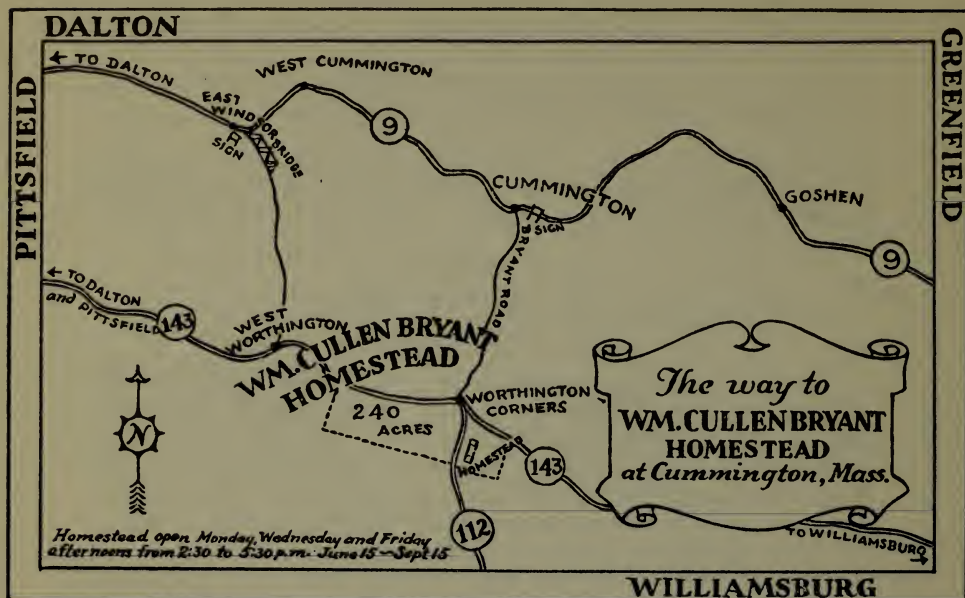 DALTON
GREENFIELD
PITTSFIELD
← TO DALTON
WEST CUMMINGTON
EAST
WINDSOR BRIDGE
SIGN
9
CUMMINGTON
SIGN
GOSHEN
9
BRYANT ROAD
← TO DALTON
and PITTSFIELD
143
WEST
WORTHINGTON
WM. CULLEN BRYANT
HOMESTEAD
240
ACRES
WORTHINGTON
CORNERS
HOMESTEAD
143
112
N
The way to
WM. CULLEN BRYANT
HOMESTEAD
at Cummington, Mass.
Homestead open Monday, Wednesday and Friday
afternoons from 2:30 to 5:30 p.m. June 15 - Sept 15
TO WILLIAMSBURG →
WILLIAMSBURG